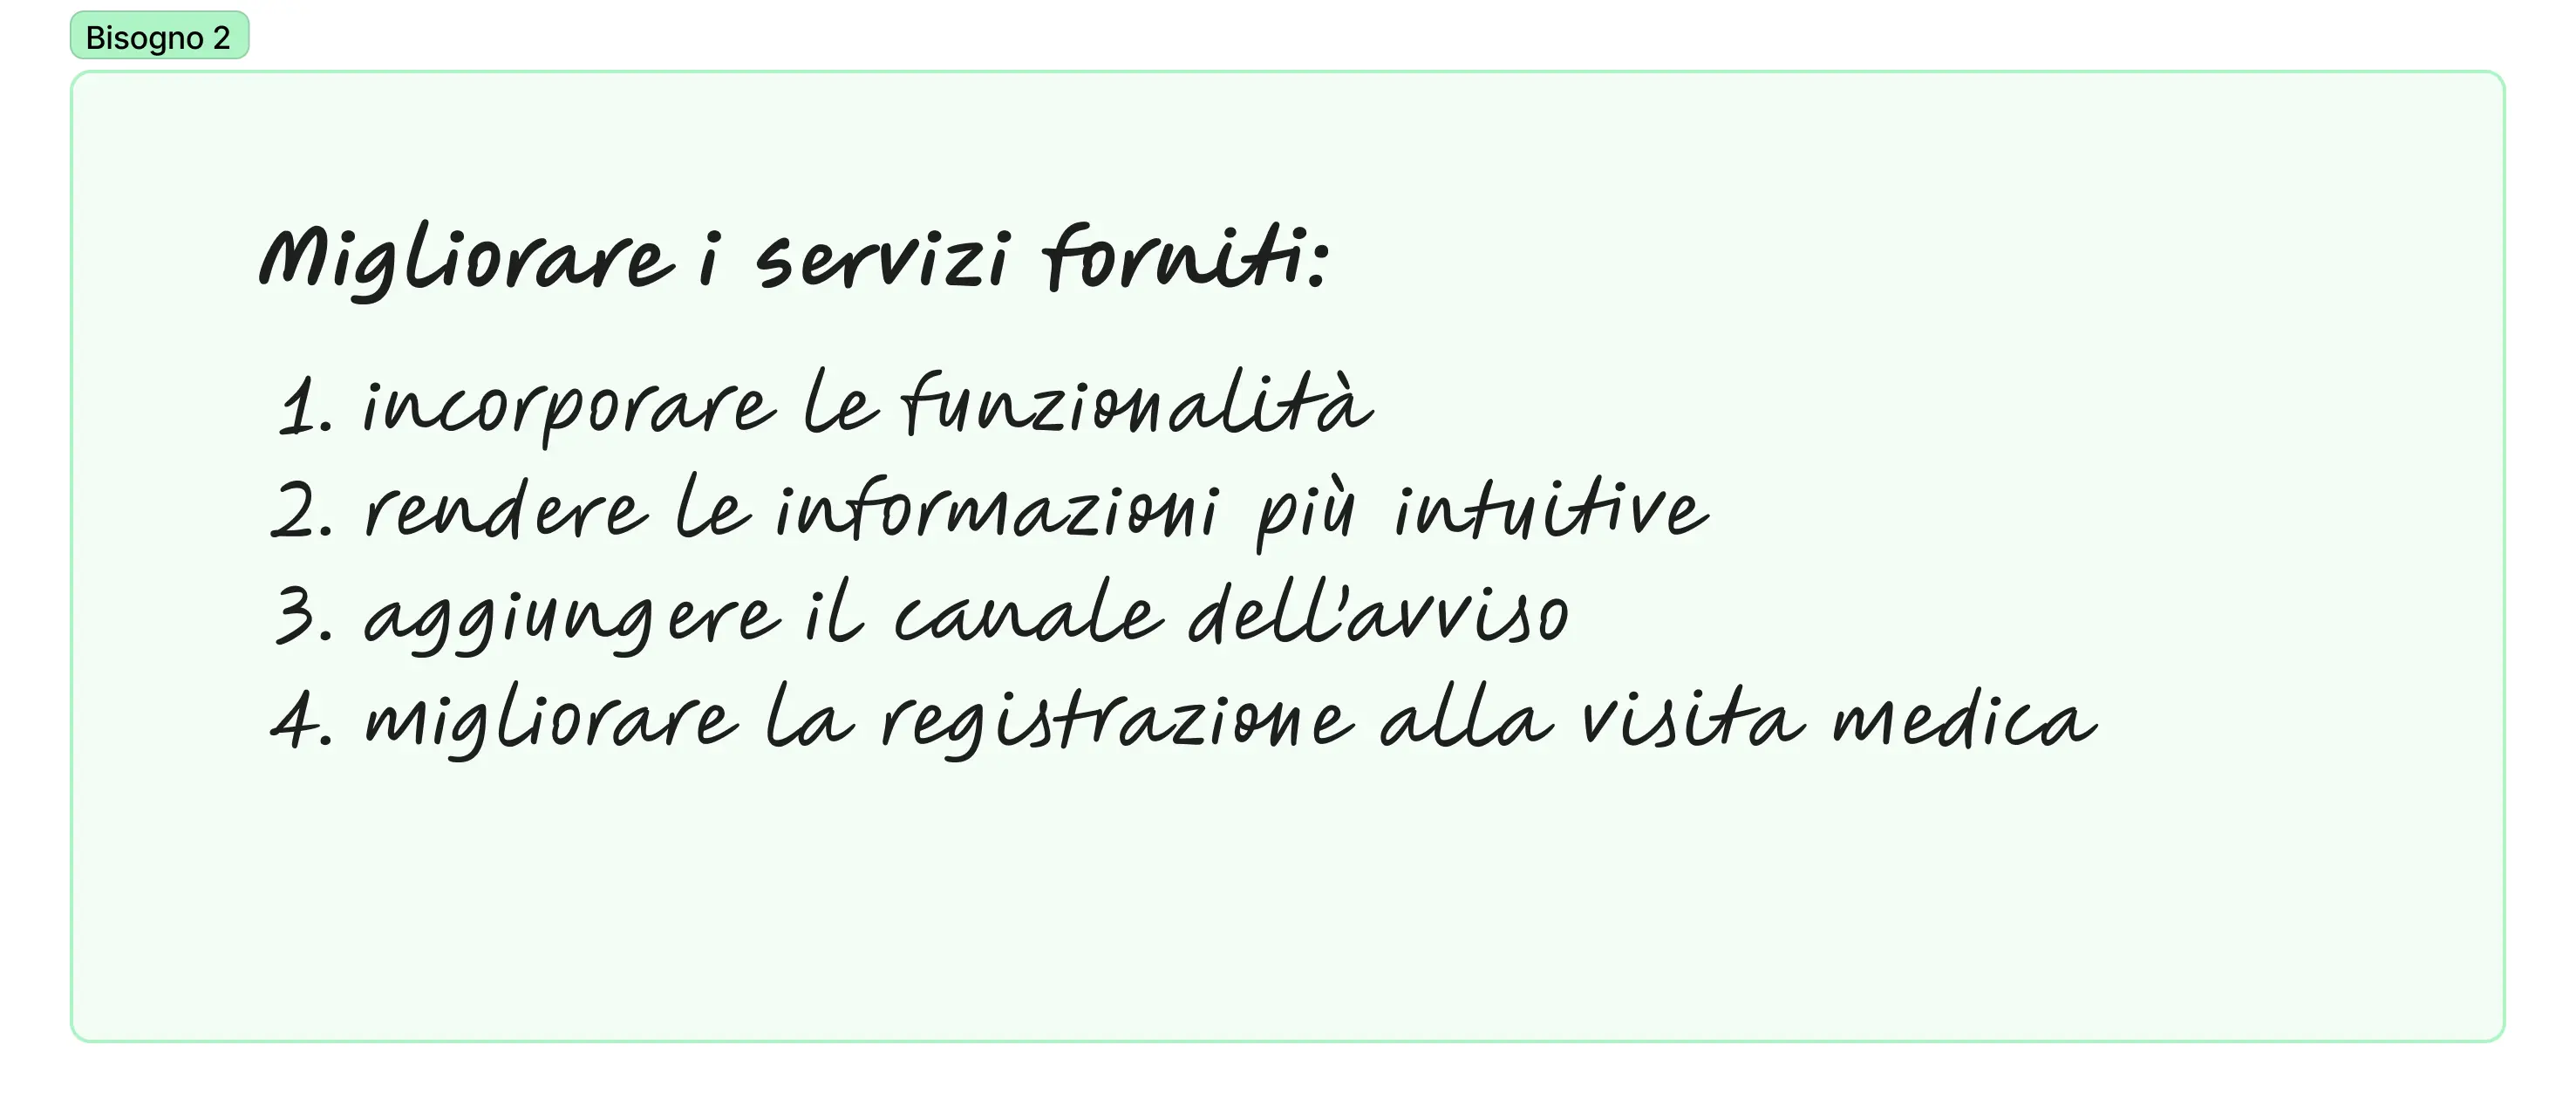 Bisogno 2
Migliorare i servizi forniti:
1. incorporare le funzionalità
2. rendere le informazioni più intuitive
3. aggiungere il canale dell'avviso
4. migliorare la registrazione alla visita medica